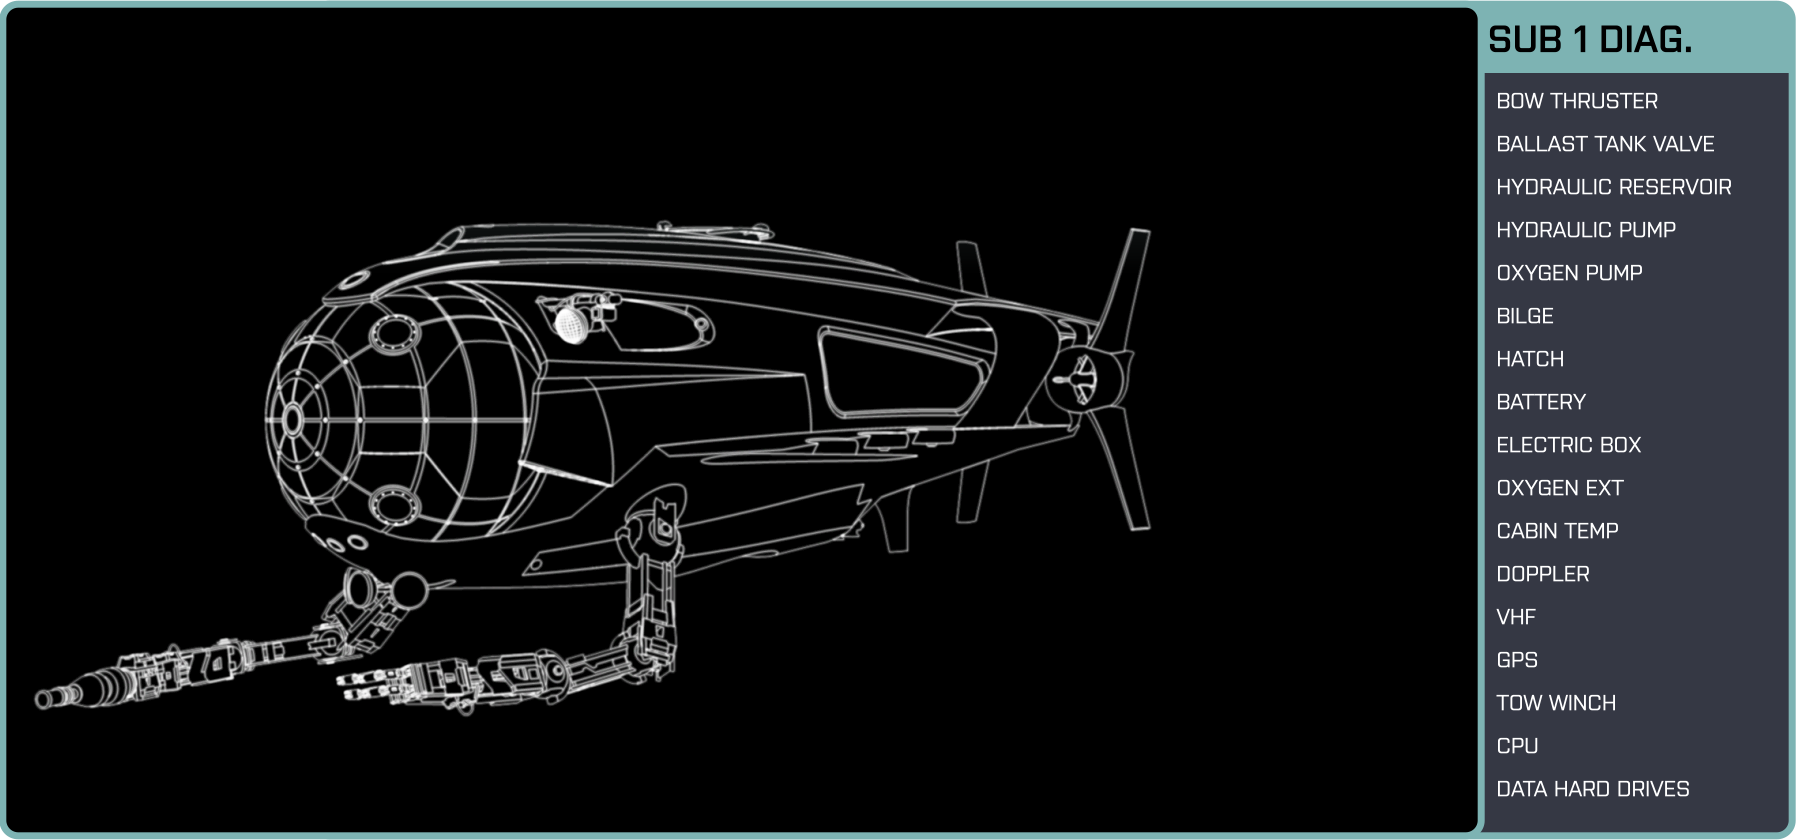 SUB 1 DIAG.
BOW THRUSTER
BALLAST TANK VALVE
HYDRAULIC RESERVOIR
HYDRAULIC PUMP
OXYGEN PUMP
BILGE
HATCH
BATTERY
ELECTRIC BOX
OXYGEN EXT
CABIN TEMP
DOPPLER
VHF
GPS
TOW WINCH
CPU
DATA HARD DRIVES